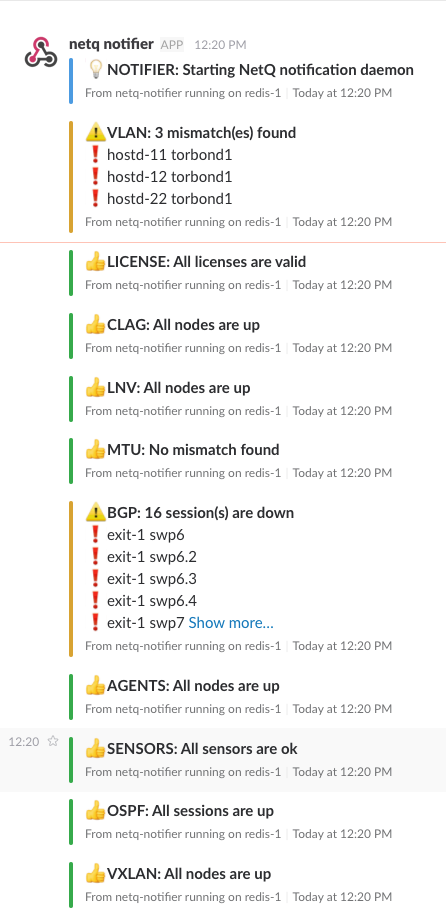 netq notifier APP 12:20 PM
NOTIFIER: Starting NetQ notification daemon
From netq-notifier running on redis-1 | Today at 12:20 PM
VLAN: 3 mismatch(es) found
hostd-11 torbond1
hostd-12 torbond1
hostd-22 torbond1
From netq-notifier running on redis-1 | Today at 12:20 PM
LICENSE: All licenses are valid
From netq-notifier running on redis-1 | Today at 12:20 PM
CLAG: All nodes are up
From netq-notifier running on redis-1 | Today at 12:20 PM
LNV: All nodes are up
From netq-notifier running on redis-1 | Today at 12:20 PM
MTU: No mismatch found
From netq-notifier running on redis-1 | Today at 12:20 PM
BGP: 16 session(s) are down
exit-1 swp6
exit-1 swp6.2
exit-1 swp6.3
exit-1 swp6.4
exit-1 swp7 Show more...
From netq-notifier running on redis-1 | Today at 12:20 PM
AGENTS: All nodes are up
From netq-notifier running on redis-1 | Today at 12:20 PM
12:20
SENSORS: All sensors are ok
From netq-notifier running on redis-1 | Today at 12:20 PM
OSPF: All sessions are up
From netq-notifier running on redis-1 | Today at 12:20 PM
VXLAN: All nodes are up
From netq-notifier running on redis-1 | Today at 12:20 PM